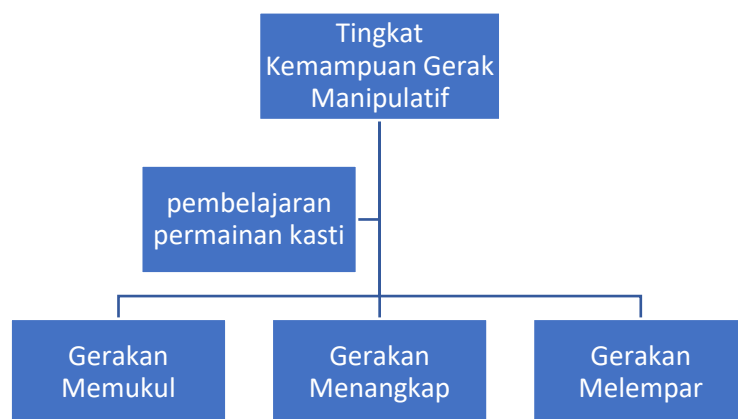 Tingkat
Kemampuan Gerak
Manipulatif
pembelajaran
permainan kasti
Gerakan
Memukul
Gerakan
Menangkap
Gerakan
Melempar